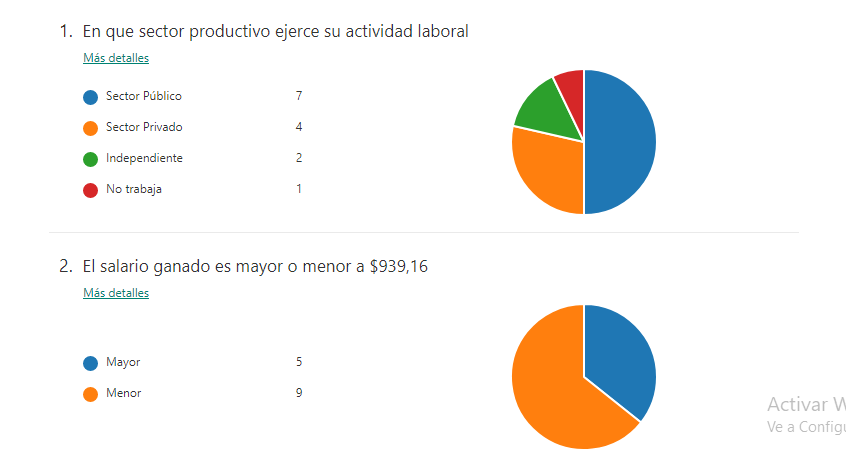 1. En que sector productivo ejerce su actividad laboral
Más detalles
Sector Público 7
Sector Privado 4
Independiente 2
No trabaja 1
2. El salario ganado es mayor o menor a $939,16
Más detalles
Mayor 5
Menor 9
Activar W
Ve a Configu